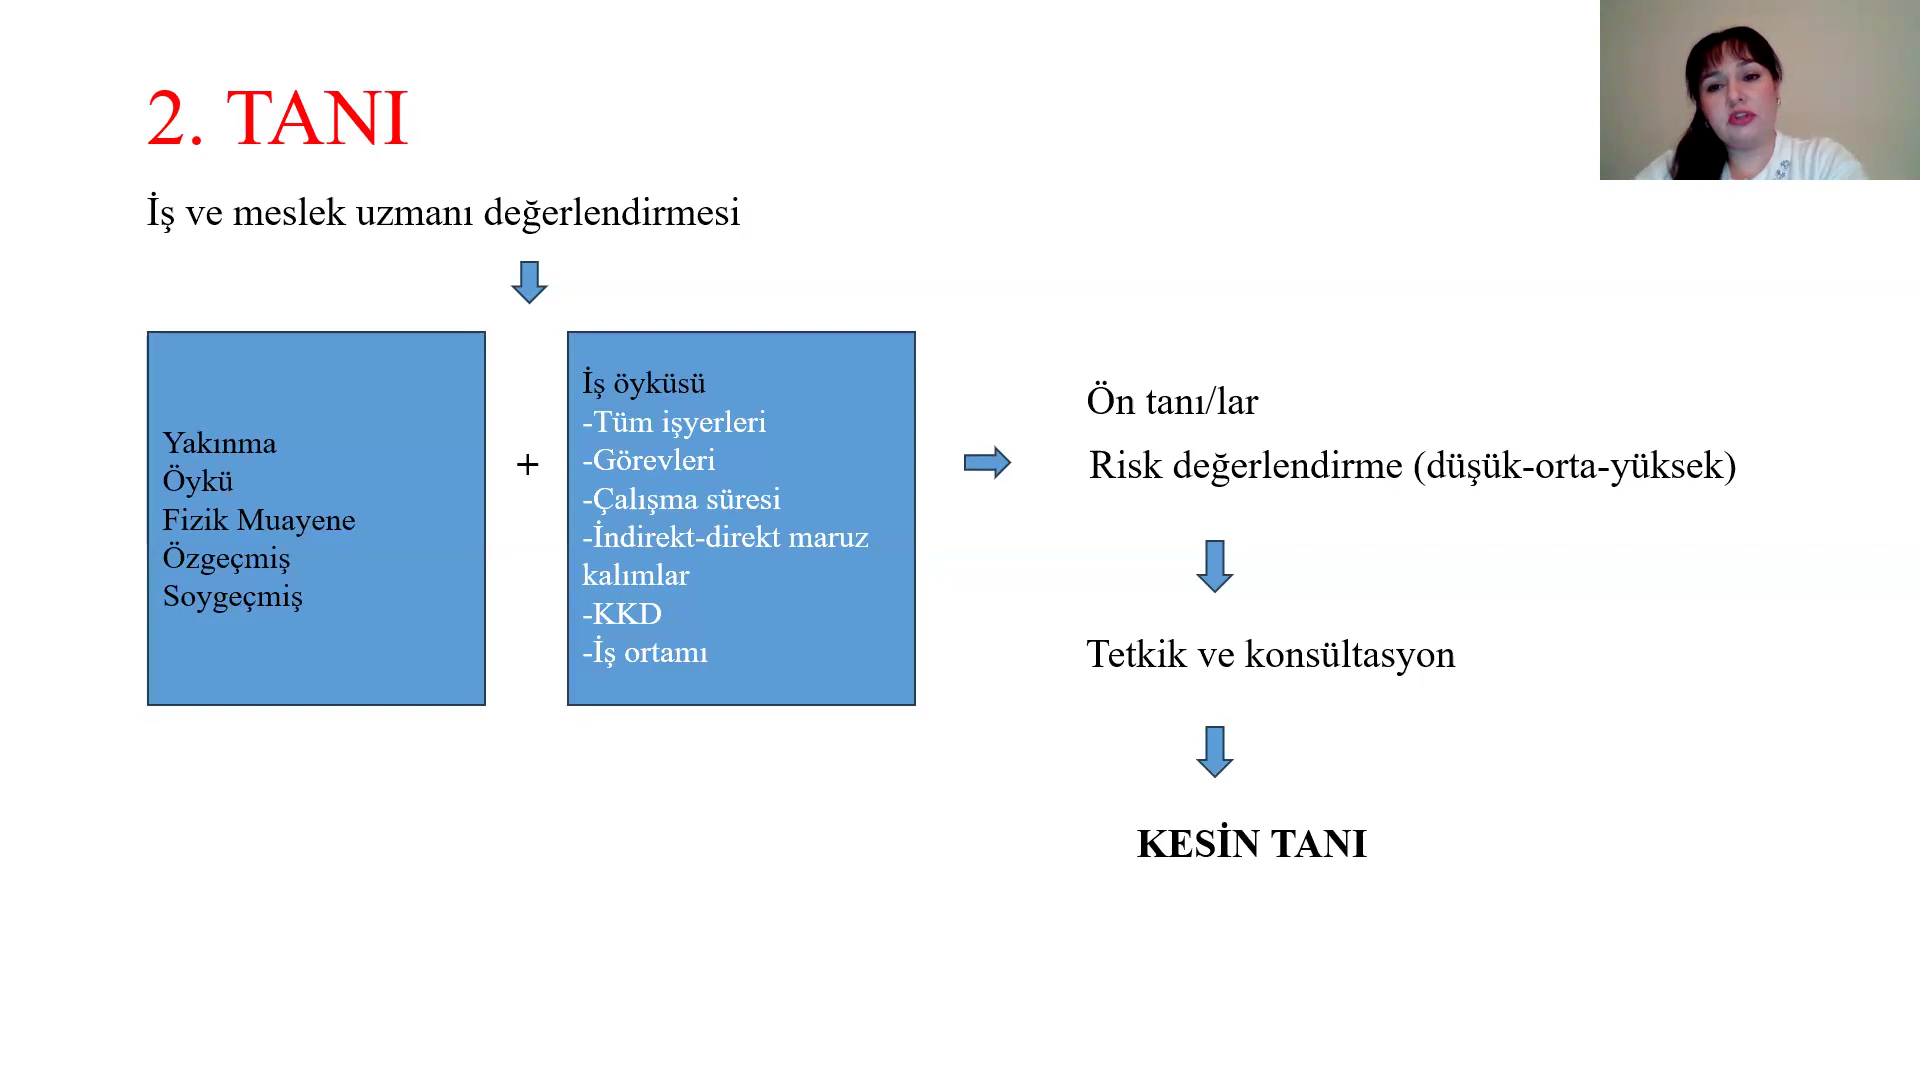 2. TANI
İş ve meslek uzmanı değerlendirmesi
Yakınma
Öykü
Fizik Muayene
Özgeçmiş
Soygeçmiş
+
İş öyküsü
-Tüm işyerleri
-Görevleri
-Çalışma süresi
-İndirekt-direkt maruz
kalımlar
-KKD
-İş ortamı
Ön tanı/lar
Risk değerlendirme (düşük-orta-yüksek)
Tetkik ve konsültasyon
KESİN TANI